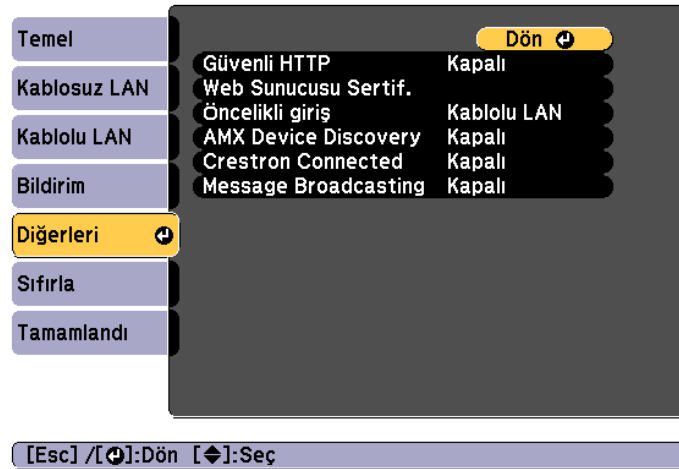 Temel
Kablosuz LAN
Kablolu LAN
Bildirim
Diğerleri
Sıfırla
Tamamlandı
Dön
Güvenli HTTP Kapalı
Web Sunucusu Sertif.
Öncelikli giriş Kablolu LAN
AMX Device Discovery Kapalı
Crestron Connected Kapalı
Message Broadcasting Kapalı
[Esc] /[ ]:Dön [ ]:Seç